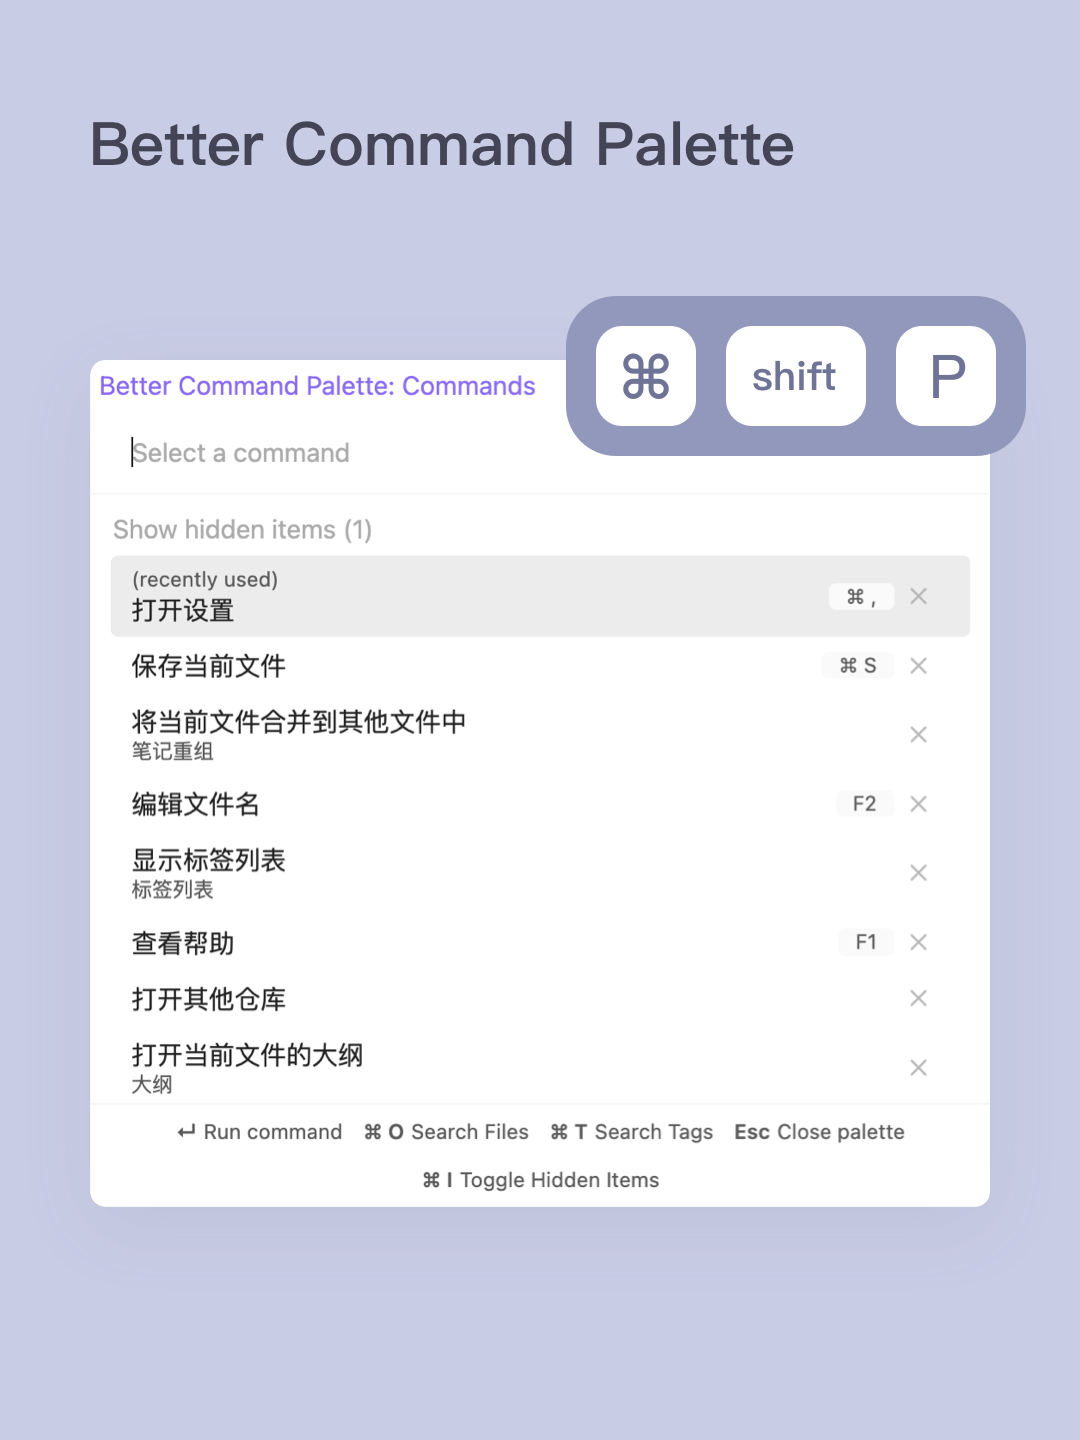 Better Command Palette
⌘ shift P
Better Command Palette: Commands
Select a command
Show hidden items (1)
(recently used)
打开设置 ⌘ ,
保存当前文件 ⌘ S
将当前文件合并到其他文件中
笔记重组
编辑文件名 F2
显示标签列表
标签列表
查看帮助 F1
打开其他仓库
打开当前文件的大纲
大纲
↵ Run command ⌘ O Search Files ⌘ T Search Tags Esc Close palette
⌘ I Toggle Hidden Items